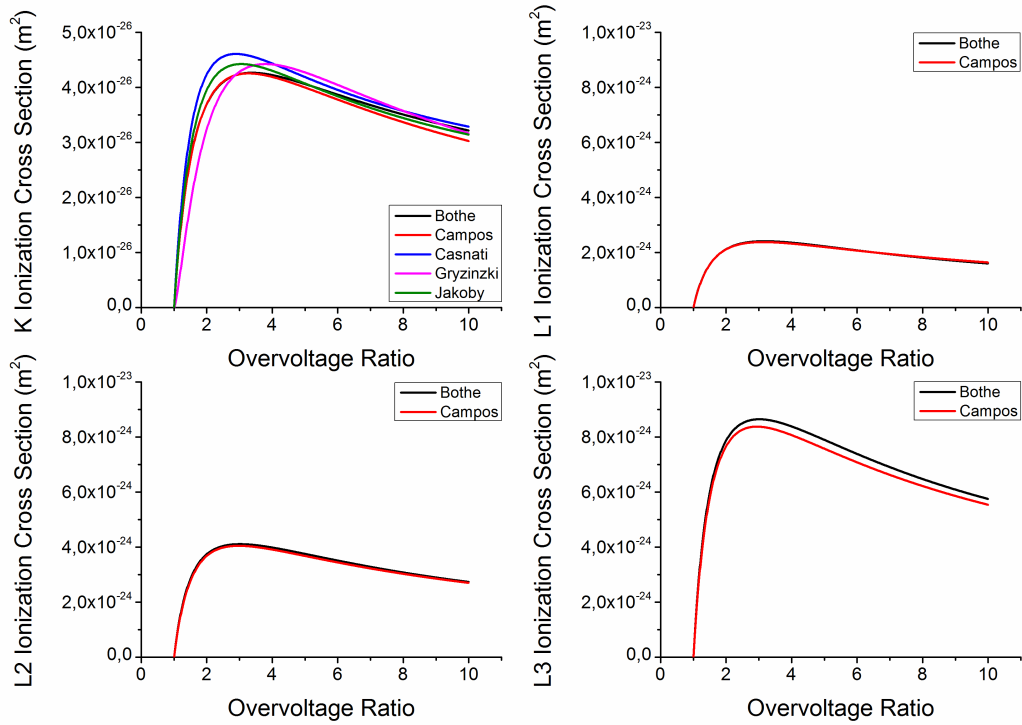 K Ionization Cross Section (m²)
5,0x10⁻²⁶
4,0x10⁻²⁶
3,0x10⁻²⁶
2,0x10⁻²⁶
1,0x10⁻²⁶
0,0
0 2 4 6 8 10
Overvoltage Ratio
Bothe
Campos
Casnati
Gryzinzki
Jakoby
L1 Ionization Cross Section (m²)
1,0x10⁻²³
8,0x10⁻²⁴
6,0x10⁻²⁴
4,0x10⁻²⁴
2,0x10⁻²⁴
0,0
0 2 4 6 8 10
Overvoltage Ratio
Bothe
Campos
L2 Ionization Cross Section (m²)
1,0x10⁻²³
8,0x10⁻²⁴
6,0x10⁻²⁴
4,0x10⁻²⁴
2,0x10⁻²⁴
0,0
0 2 4 6 8 10
Overvoltage Ratio
Bothe
Campos
L3 Ionization Cross Section (m²)
1,0x10⁻²³
8,0x10⁻²⁴
6,0x10⁻²⁴
4,0x10⁻²⁴
2,0x10⁻²⁴
0,0
0 2 4 6 8 10
Overvoltage Ratio
Bothe
Campos